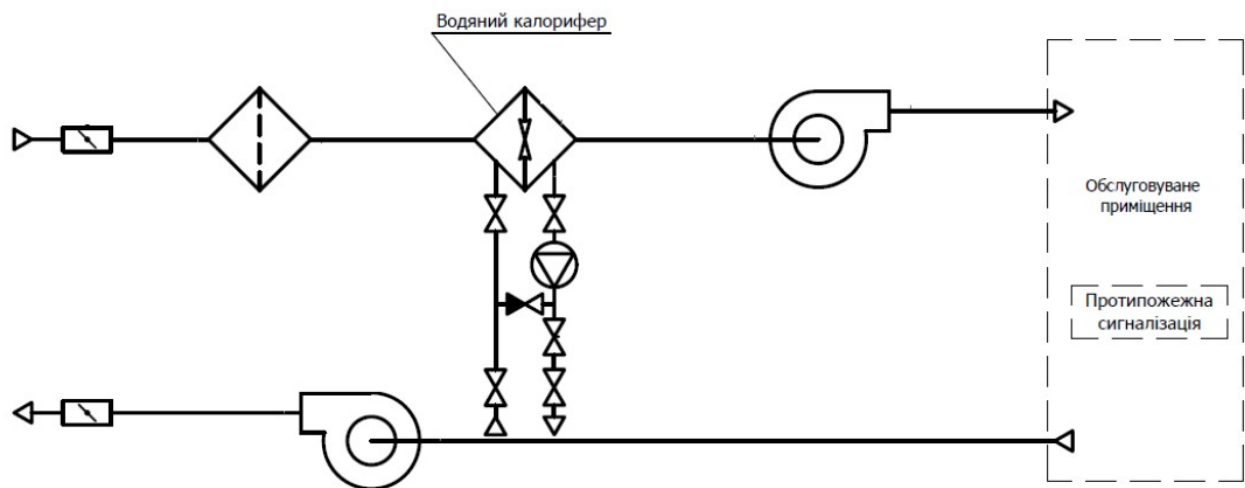 Водяний калорифер
Обслуговуване
приміщення
Протипожежна
сигналізація